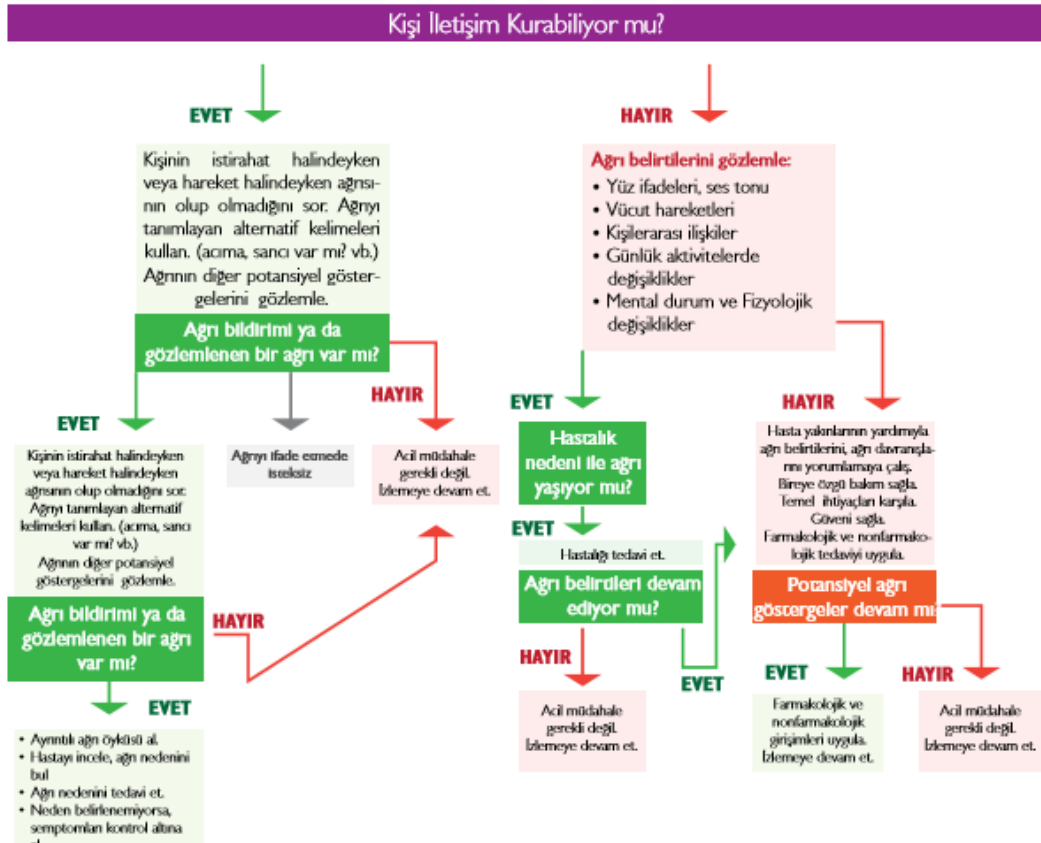 Kişi İletişim Kurabiliyor mu?
EVET
Kişinin istirahat halindeyken
veya hareket halindeyken ağrısı-
nın olup olmadığını sor. Ağrıyı
tanımlayan alternatif kelimeleri
kullan. (acıma, sancı var mı? vb.)
Ağrının diğer potansiyel göster-
gelerini gözlemle.
Ağrı bildirimi ya da
gözlemlenen bir ağrı var mı?
EVET
Kişinin istirahat halindeyken
veya hareket halindeyken
ağrısının olup olmadığını sor.
Ağrıyı tanımlayan alternatif
kelimeleri kullan. (acıma, sancı
var mı? vb.)
Ağrının diğer potansiyel
göstergelerini gözlemle.
Ağrı bildirimi ya da
gözlemlenen bir ağrı
var mı?
EVET
• Ayrıntılı ağrı öyküsü al.
• Hastayı incele, ağrı nedenini
bul
• Ağrı nedenini tedavi et.
• Neden belirlenemiyorsa,
semptomları kontrol altına
HAYIR
Ağrıyı ifade etmede
isteksiz
HAYIR
Acil müdahale
gerekli değil.
İzlemeye devam et.
HAYIR
Ağrı belirtilerini gözlemle:
• Yüz ifadeleri, ses tonu
• Vücut hareketleri
• Kişilerarası ilişkiler
• Günlük aktivitelerde
değişiklikler
• Mental durum ve Fizyolojik
değişiklikler
EVET
Hastalık
nedeni ile ağrı
yaşıyor mu?
EVET
Hastalığı tedavi et.
Ağrı belirtileri devam
ediyor mu?
HAYIR
Acil müdahale
gerekli değil.
İzlemeye devam et.
EVET
HAYIR
Hasta yakınlarının yardımıyla
ağrı belirtilerini, ağrı davranışla-
rını yorumlamaya çalış.
Bireye özgü bakım sağla.
Temel ihtiyaçları karşıla.
Güveni sağla.
Farmakolojik ve nonfarmako-
lojik tedaviyi uygula.
Potansiyel ağrı
göstergeler devam mı
EVET
Farmakolojik ve
nonfarmakolojik
girişimleri uygula.
İzlemeye devam et.
HAYIR
Acil müdahale
gerekli değil.
İzlemeye devam et.